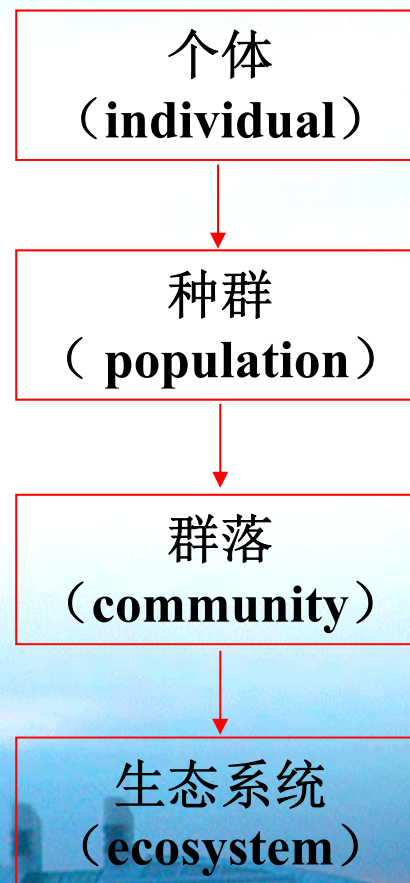 个体
（individual）
种群
（ population）
群落
（community）
生态系统
（ecosystem）